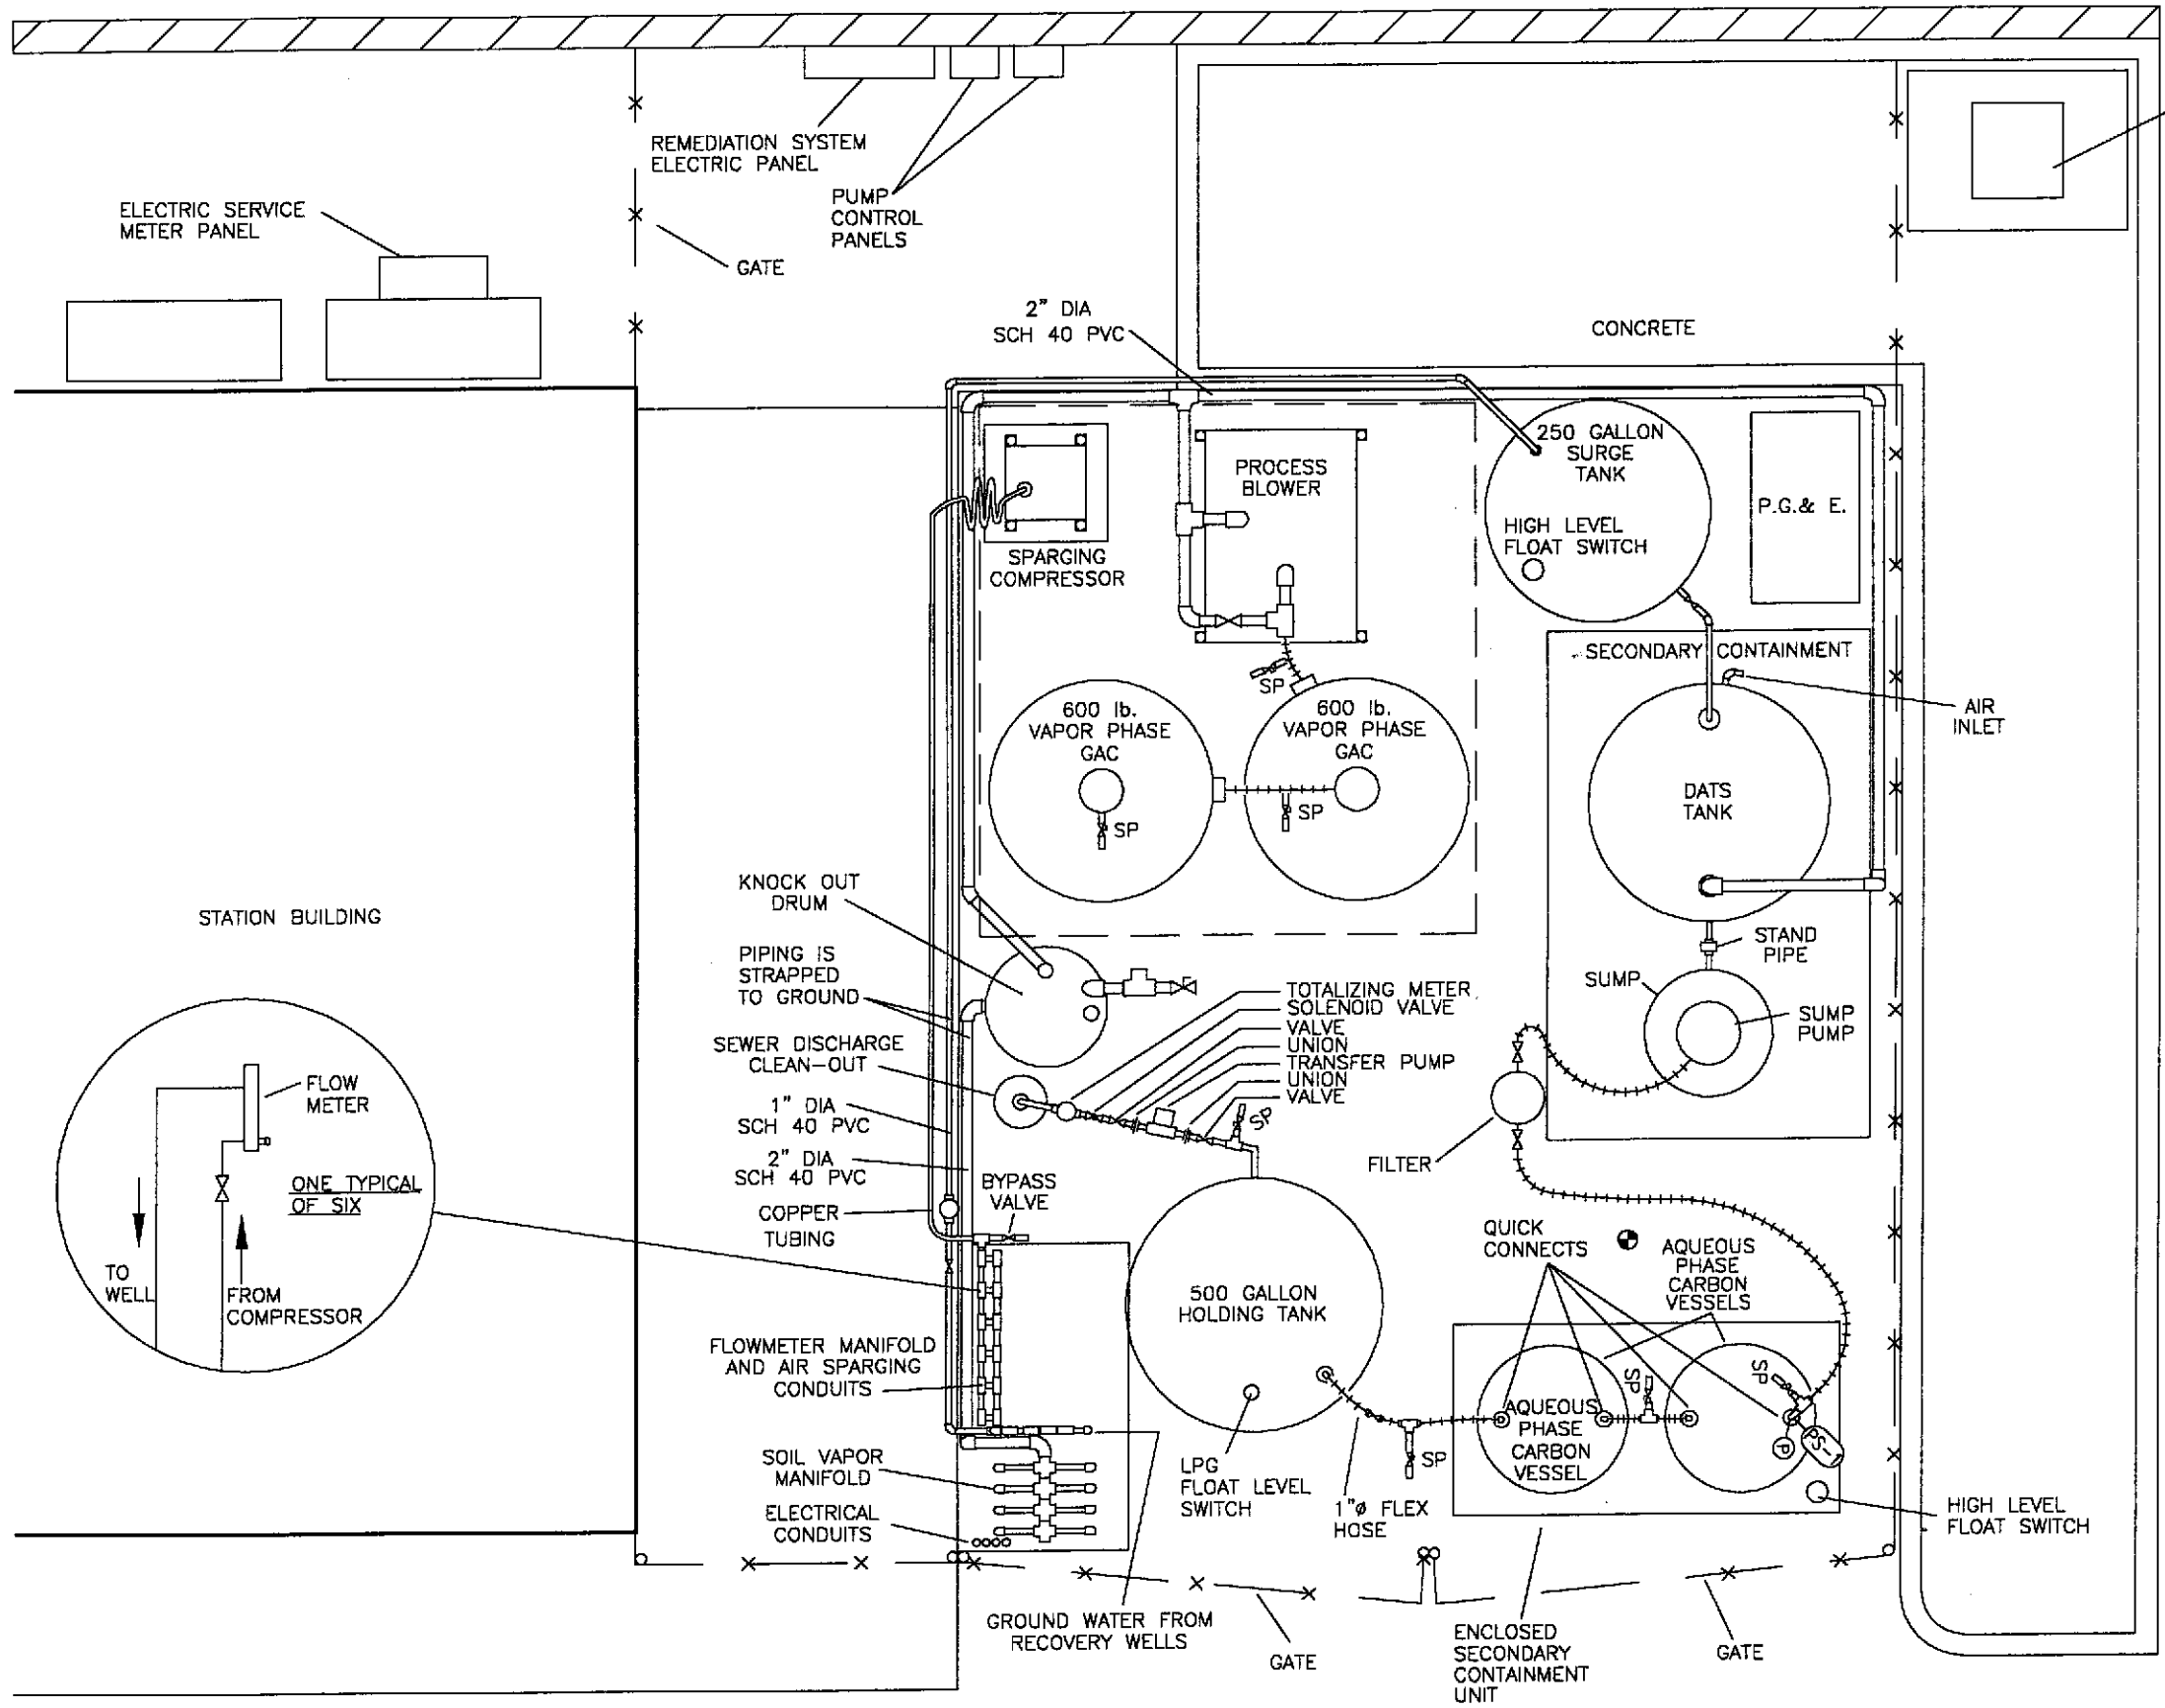 REMEDIATION SYSTEM
ELECTRIC PANEL
PUMP
CONTROL
PANELS
ELECTRIC SERVICE
METER PANEL
GATE
2" DIA
SCH 40 PVC
CONCRETE
250 GALLON
SURGE
TANK
HIGH LEVEL
FLOAT SWITCH
P.G.& E.
PROCESS
BLOWER
SPARGING
COMPRESSOR
SECONDARY CONTAINMENT
AIR
INLET
SP
600 lb.
VAPOR PHASE
GAC
SP
600 lb.
VAPOR PHASE
GAC
SP
DATS
TANK
KNOCK OUT
DRUM
STATION BUILDING
PIPING IS
STRAPPED
TO GROUND
STAND
PIPE
SUMP
SUMP
PUMP
TOTALIZING METER
SOLENOID VALVE
VALVE
UNION
TRANSFER PUMP
UNION
VALVE
SP
SEWER DISCHARGE
CLEAN-OUT
1" DIA
SCH 40 PVC
2" DIA
SCH 40 PVC
FILTER
BYPASS
VALVE
COPPER
TUBING
FLOW
METER
ONE TYPICAL
OF SIX
TO
WELL
FROM
COMPRESSOR
QUICK
CONNECTS
AQUEOUS
PHASE
CARBON
VESSELS
500 GALLON
HOLDING TANK
FLOWMETER MANIFOLD
AND AIR SPARGING
CONDUITS
SP
SP
AQUEOUS
PHASE
CARBON
VESSEL
P
PS-1
SOIL VAPOR
MANIFOLD
ELECTRICAL
CONDUITS
LPG
FLOAT LEVEL
SWITCH
SP
1"ø FLEX
HOSE
HIGH LEVEL
FLOAT SWITCH
GROUND WATER FROM
RECOVERY WELLS
GATE
ENCLOSED
SECONDARY
CONTAINMENT
UNIT
GATE